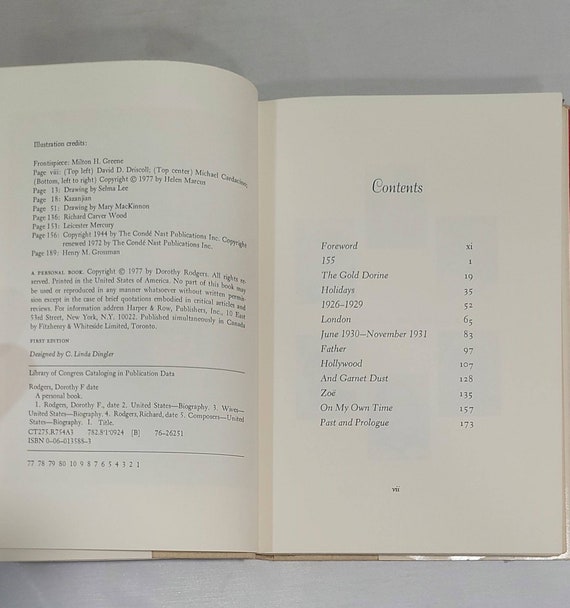 Illustration credits:
Frontispiece: Milton H. Greene
Page viii: (Top left) David D. Driscoll; (Top center) Michael Cardacino;
(Bottom, left to right) Copyright © 1977 by Helen Marcus
Page 13: Drawing by Selma Lee
Page 18: Kazanjian
Page 51: Drawing by Mary MacKinnon
Page 136: Richard Carver Wood
Page 153: Leicester Mercury
Page 156: Copyright 1944 by The Condé Nast Publications Inc. Copyright
renewed 1972 by The Condé Nast Publications Inc.
Page 189: Henry M. Grossman
A PERSONAL BOOK. Copyright © 1977 by Dorothy Rodgers. All rights re-
served. Printed in the United States of America. No part of this book may
be used or reproduced in any manner whatsoever without written permis-
sion except in the case of brief quotations embodied in critical articles and
reviews. For information address Harper & Row, Publishers, Inc., 10 East
53rd Street, New York, N.Y. 10022. Published simultaneously in Canada
by Fitzhenry & Whiteside Limited, Toronto.
FIRST EDITION
Designed by C. Linda Dingler
Library of Congress Cataloging in Publication Data
Rodgers, Dorothy F date
A personal book.
1. Rodgers, Dorothy F., date 2. United States—Biography. 3. Wives—
United States—Biography. 4. Rodgers, Richard, date 5. Composers—United
States—Biography. I. Title.
CT275.R754A3 782.8'1'0924 [B] 76-26251
ISBN 0-06-013588-3
77 78 79 80 10 9 8 7 6 5 4 3 2 1
Contents
Foreword xi
155 1
The Gold Dorine 19
Holidays 35
1926–1929 52
London 65
June 1930–November 1931 83
Father 97
Hollywood 107
And Garnet Dust 128
Zoë 135
On My Own Time 157
Past and Prologue 173
vii